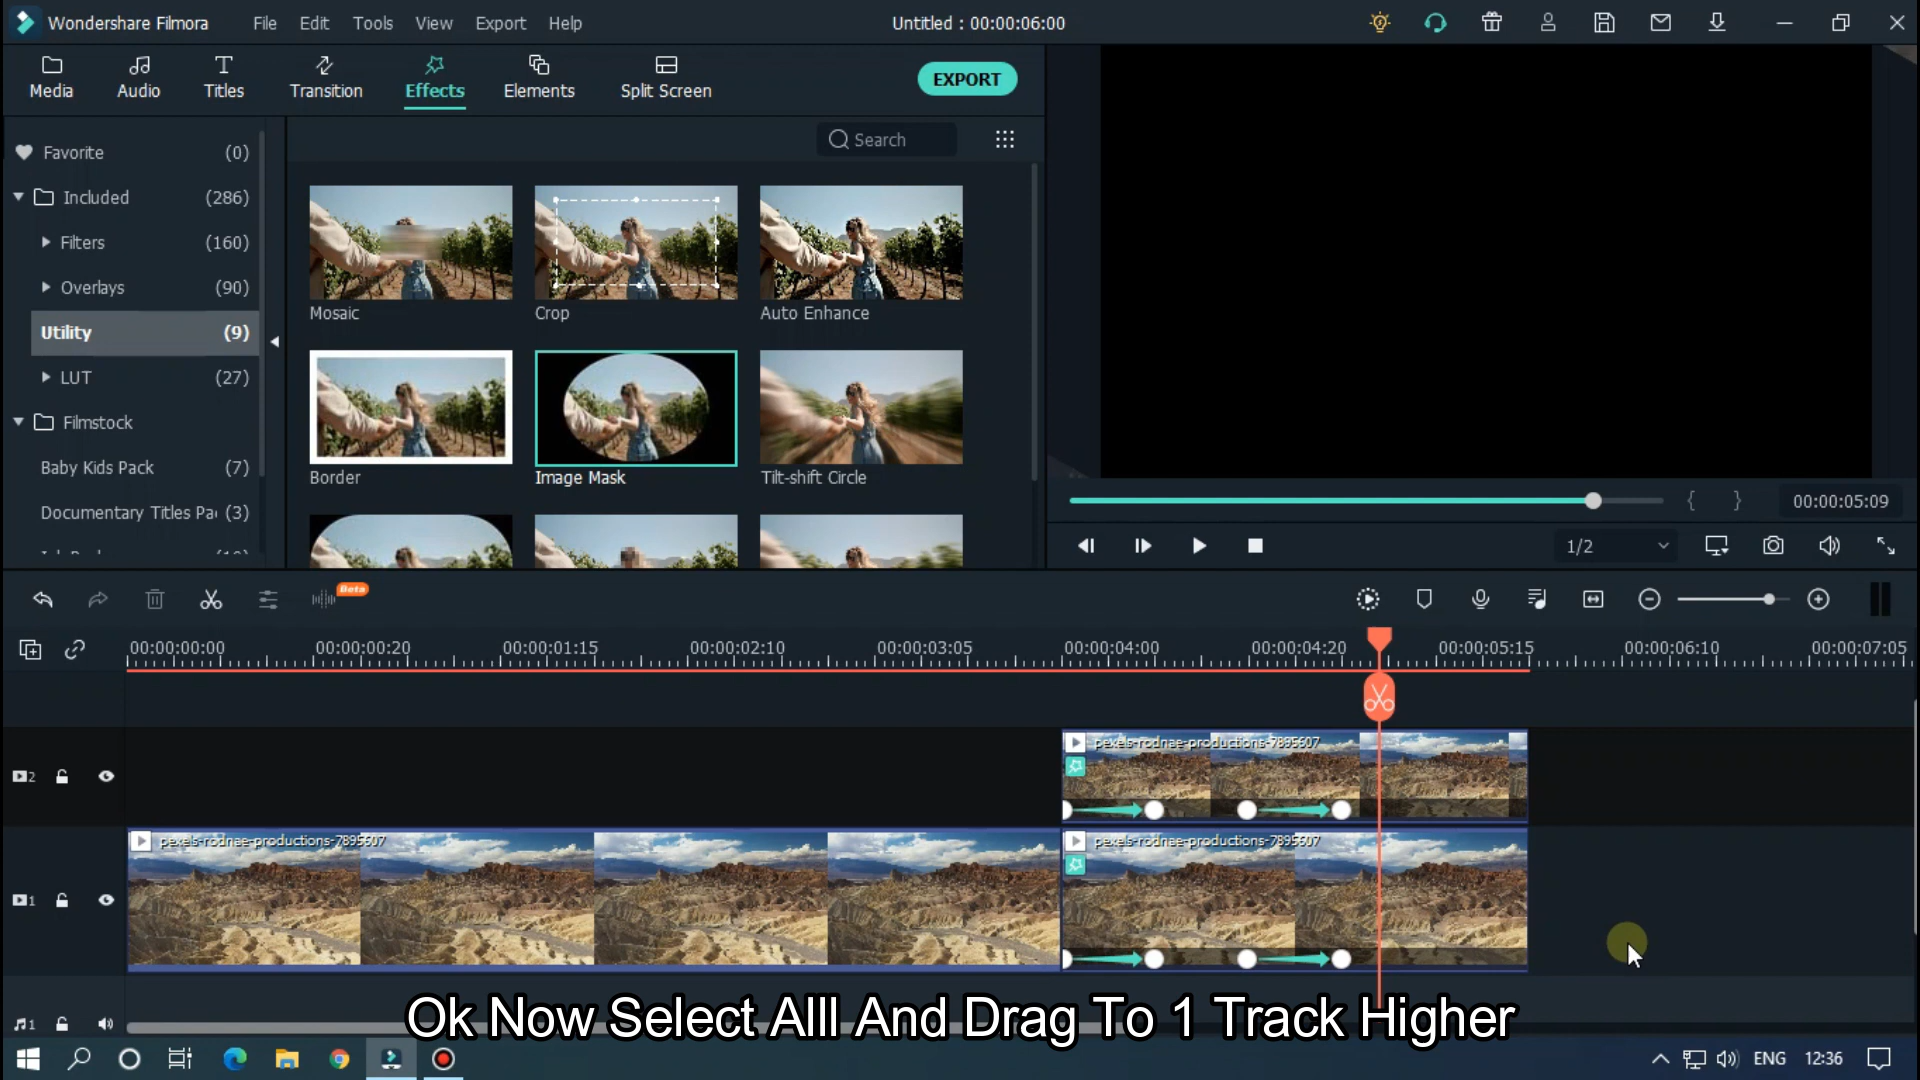 Wondershare Filmora File Edit Tools View Export Help Untitled : 00:00:06:00
Media Audio Titles Transition Effects Elements Split Screen EXPORT
Search
Favorite (0)
Included (286)
Filters (160)
Overlays (90)
Utility (9)
LUT (27)
Filmstock
Baby Kids Pack (7)
Documentary Titles Pa (3)
Mosaic Crop Auto Enhance
Border Image Mask Tilt-shift Circle
{ } 00:00:05:09
1/2
Beta
00:00:00:00 00:00:00:20 00:00:01:15 00:00:02:10 00:00:03:05 00:00:04:00 00:00:04:20 00:00:05:15 00:00:06:10 00:00:07:05
2 pexels-rodnae-productions-7895607
pexels-rodnae-productions-7895607 pexels-rodnae-productions-7895607
1
1
Ok Now Select Alll And Drag To 1 Track Higher
ENG 12:36